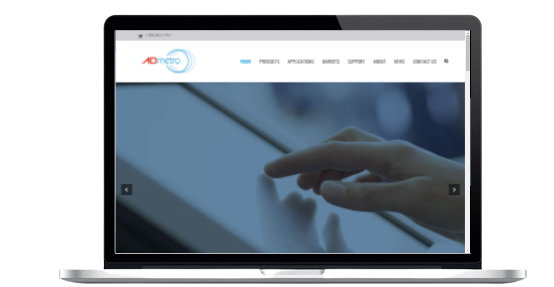 ADmetro
HOME PRODUCTS APPLICATIONS MARKETS SUPPORT ABOUT NEWS CONTACT US